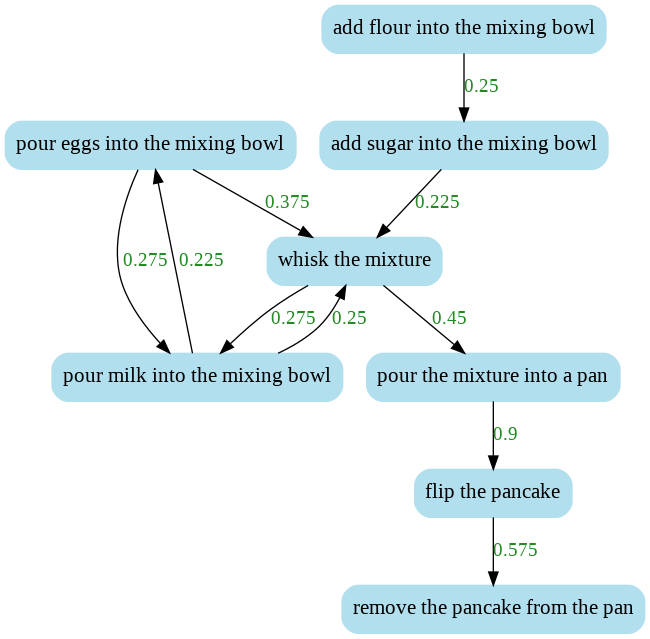 add flour into the mixing bowl
0.25
pour eggs into the mixing bowl
add sugar into the mixing bowl
0.375
0.225
0.275
0.225
whisk the mixture
0.275
0.25
0.45
pour milk into the mixing bowl
pour the mixture into a pan
0.9
flip the pancake
0.575
remove the pancake from the pan